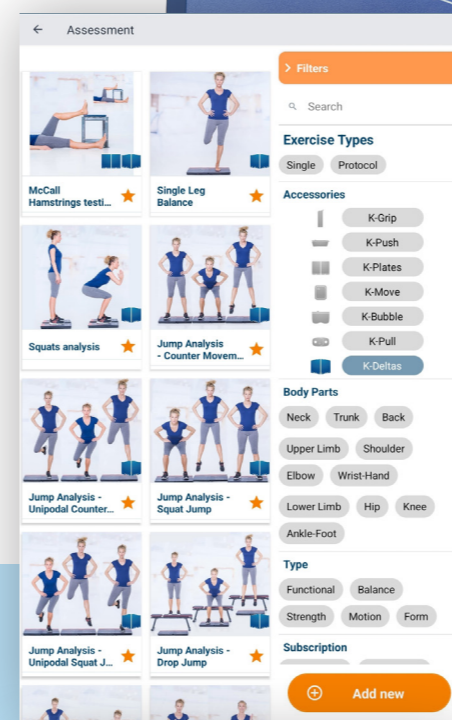 Assessment
McCall
Hamstrings testi...
Single Leg
Balance
Squats analysis
Jump Analysis
- Counter Movem...
Jump Analysis -
Unipodal Counter...
Jump Analysis -
Squat Jump
Jump Analysis -
Unipodal Squat J...
Jump Analysis -
Drop Jump
Filters
Search
Exercise Types
Single Protocol
Accessories
K-Grip
K-Push
K-Plates
K-Move
K-Bubble
K-Pull
K-Deltas
Body Parts
Neck Trunk Back
Upper Limb Shoulder
Elbow Wrist-Hand
Lower Limb Hip Knee
Ankle-Foot
Type
Functional Balance
Strength Motion Form
Subscription
Add new